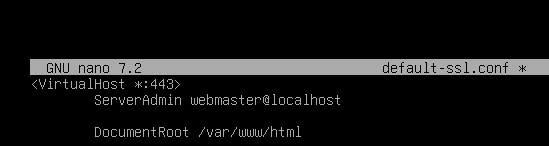 GNU nano 7.2 default-ssl.conf *
<VirtualHost *:443>
ServerAdmin webmaster@localhost
DocumentRoot /var/www/html